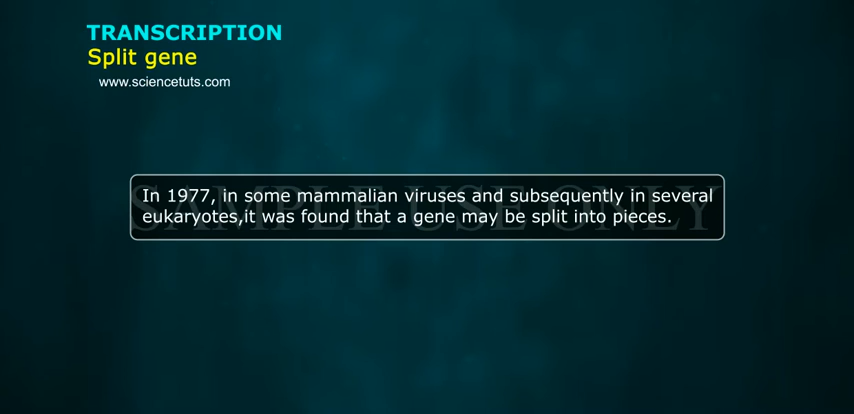 TRANSCRIPTION
Split gene
www.sciencetuts.com
In 1977, in some mammalian viruses and subsequently in several
eukaryotes,it was found that a gene may be split into pieces.
SAMPLE USE ONLY